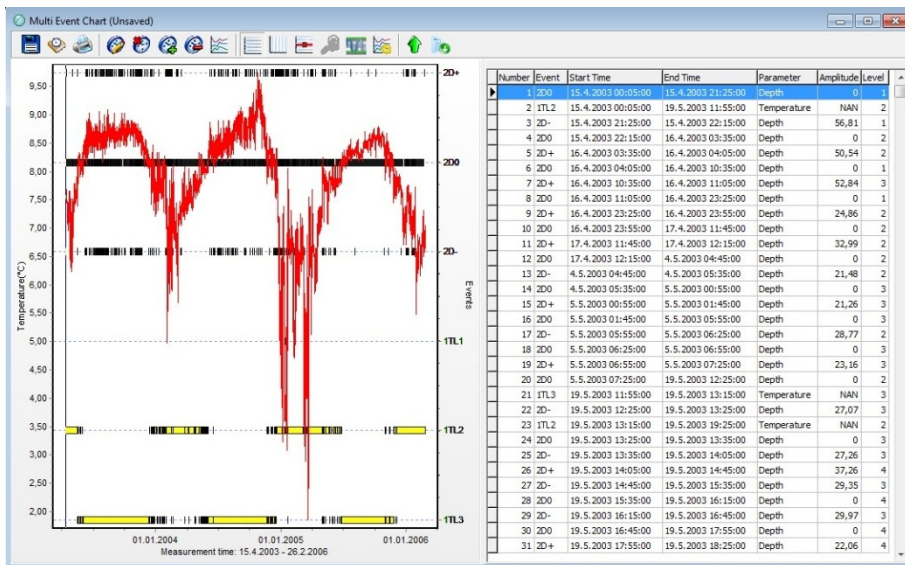 Multi Event Chart (Unsaved)
9,50
9,00
8,50
8,00
7,50
7,00
6,50
6,00
5,50
5,00
4,50
4,00
3,50
3,00
2,50
2,00
Temperature(°C)
2D+
2D0
2D-
1TL1
1TL2
1TL3
Events
01.01.2004 01.01.2005 01.01.2006
Measurement time: 15.4.2003 - 26.2.2006
Number Event Start Time End Time Parameter Amplitude Level
1 2D0 15.4.2003 00:05:00 15.4.2003 21:25:00 Depth 0 1
2 1TL2 15.4.2003 00:05:00 19.5.2003 11:55:00 Temperature NAN 2
3 2D- 15.4.2003 21:25:00 15.4.2003 22:15:00 Depth 56,81 1
4 2D0 15.4.2003 22:15:00 16.4.2003 03:35:00 Depth 0 2
5 2D+ 16.4.2003 03:35:00 16.4.2003 04:05:00 Depth 50,54 2
6 2D0 16.4.2003 04:05:00 16.4.2003 10:35:00 Depth 0 1
7 2D+ 16.4.2003 10:35:00 16.4.2003 11:05:00 Depth 52,84 3
8 2D0 16.4.2003 11:05:00 16.4.2003 23:25:00 Depth 0 1
9 2D+ 16.4.2003 23:25:00 16.4.2003 23:55:00 Depth 24,86 2
10 2D0 16.4.2003 23:55:00 17.4.2003 11:45:00 Depth 0 2
11 2D+ 17.4.2003 11:45:00 17.4.2003 12:15:00 Depth 32,99 2
12 2D0 17.4.2003 12:15:00 4.5.2003 04:45:00 Depth 0 2
13 2D- 4.5.2003 04:45:00 4.5.2003 05:35:00 Depth 21,48 2
14 2D0 4.5.2003 05:35:00 5.5.2003 00:55:00 Depth 0 3
15 2D+ 5.5.2003 00:55:00 5.5.2003 01:45:00 Depth 21,26 3
16 2D0 5.5.2003 01:45:00 5.5.2003 05:55:00 Depth 0 3
17 2D- 5.5.2003 05:55:00 5.5.2003 06:25:00 Depth 28,77 2
18 2D0 5.5.2003 06:25:00 5.5.2003 06:55:00 Depth 0 3
19 2D+ 5.5.2003 06:55:00 5.5.2003 07:25:00 Depth 23,16 3
20 2D0 5.5.2003 07:25:00 19.5.2003 12:25:00 Depth 0 2
21 1TL3 19.5.2003 11:55:00 19.5.2003 13:15:00 Temperature NAN 3
22 2D- 19.5.2003 12:25:00 19.5.2003 13:25:00 Depth 27,07 3
23 1TL2 19.5.2003 13:15:00 19.5.2003 19:25:00 Temperature NAN 2
24 2D0 19.5.2003 13:25:00 19.5.2003 13:35:00 Depth 0 3
25 2D- 19.5.2003 13:35:00 19.5.2003 14:05:00 Depth 27,26 3
26 2D+ 19.5.2003 14:05:00 19.5.2003 14:45:00 Depth 37,26 4
27 2D- 19.5.2003 14:45:00 19.5.2003 15:35:00 Depth 29,35 3
28 2D0 19.5.2003 15:35:00 19.5.2003 16:15:00 Depth 0 4
29 2D- 19.5.2003 16:15:00 19.5.2003 16:45:00 Depth 29,97 3
30 2D0 19.5.2003 16:45:00 19.5.2003 17:55:00 Depth 0 4
31 2D+ 19.5.2003 17:55:00 19.5.2003 18:25:00 Depth 22,06 4